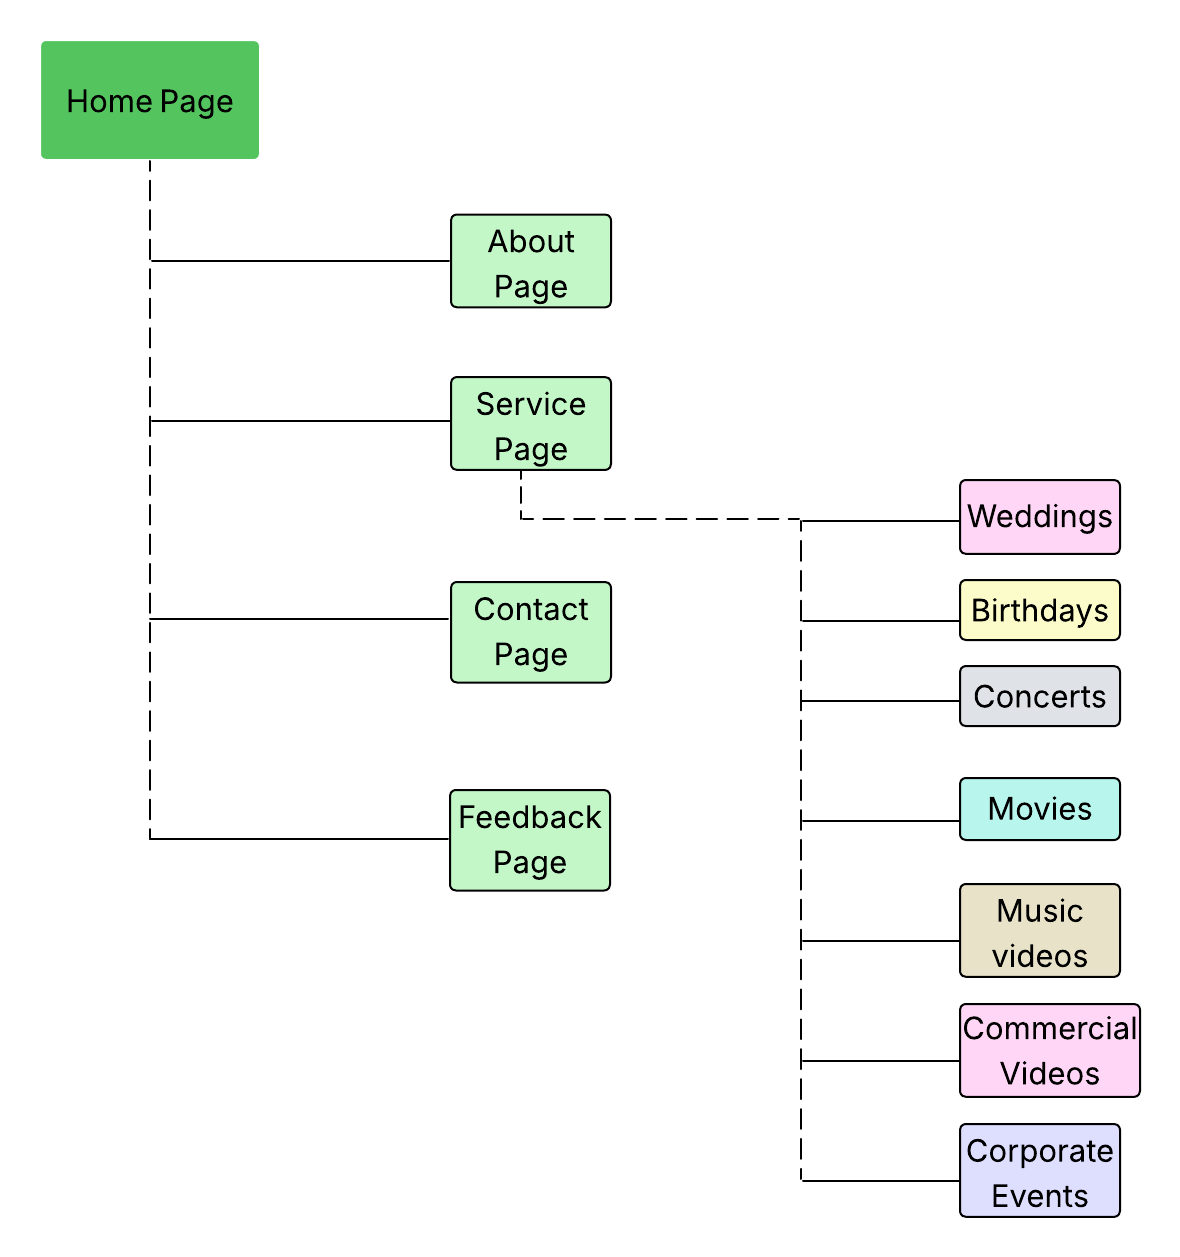 Home Page
About
Page
Service
Page
Contact
Page
Feedback
Page
Weddings
Birthdays
Concerts
Movies
Music
videos
Commercial
Videos
Corporate
Events